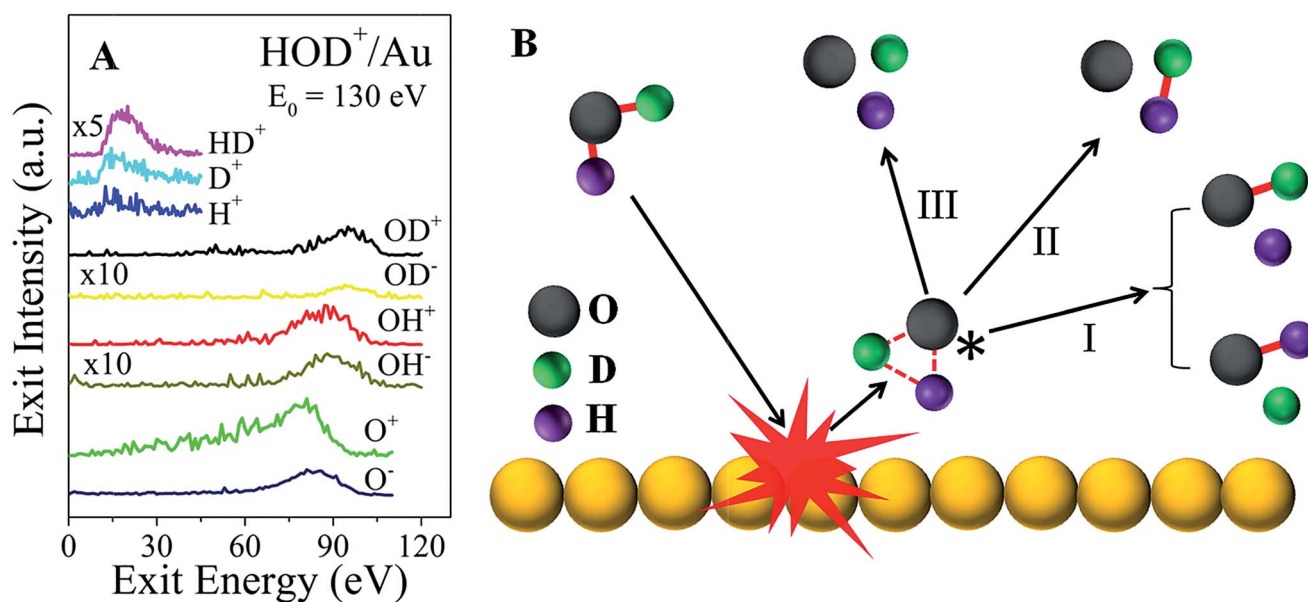 A
HOD⁺/Au
E₀ = 130 eV
x5
HD⁺
D⁺
H⁺
OD⁺
x10
OD⁻
OH⁺
x10
OH⁻
O⁺
O⁻
Exit Intensity (a.u.)
0 30 60 90 120
Exit Energy (eV)
B
III
II
I
*
O
D
H